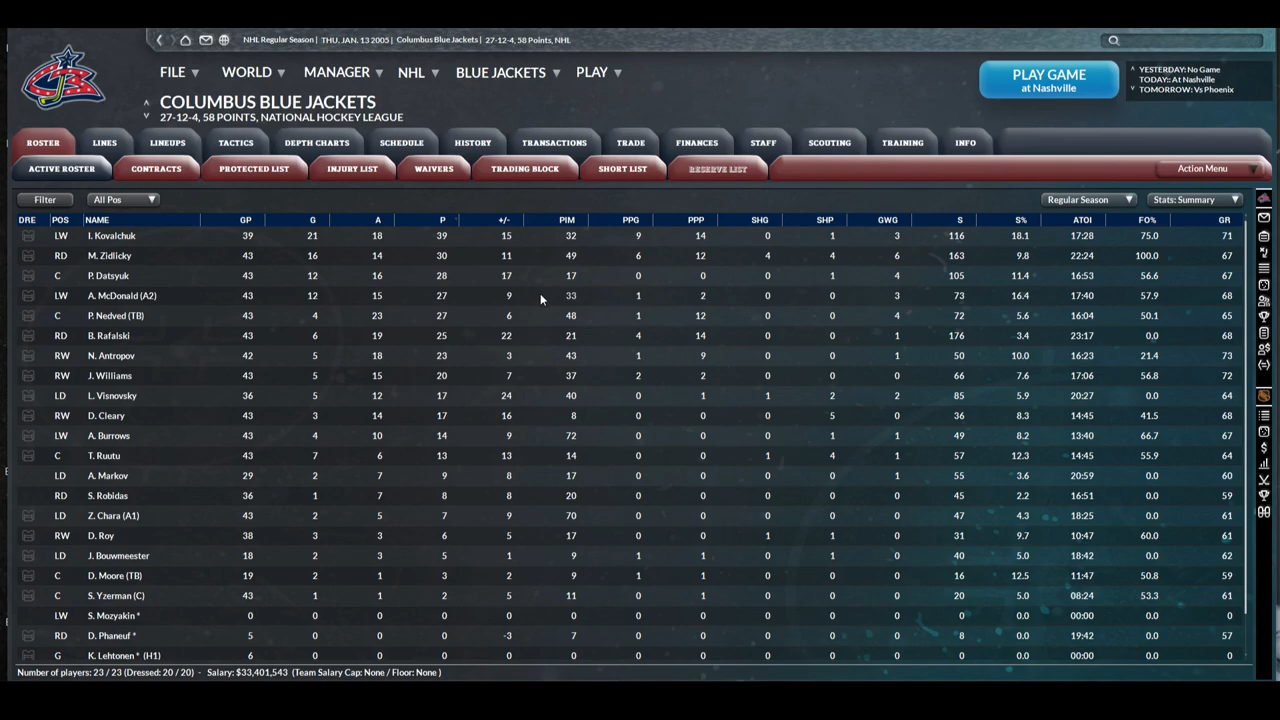 NHL Regular Season | THU. JAN. 13 2005 | Columbus Blue Jackets | 27-12-4, 58 Points, NHL
FILE WORLD MANAGER NHL BLUE JACKETS PLAY
PLAY GAME
at Nashville
YESTERDAY: No Game
TODAY:: At Nashville
TOMORROW: Vs Phoenix
COLUMBUS BLUE JACKETS
27-12-4, 58 POINTS, NATIONAL HOCKEY LEAGUE
ROSTER LINES LINEUPS TACTICS DEPTH CHARTS SCHEDULE HISTORY TRANSACTIONS TRADE FINANCES STAFF SCOUTING TRAINING INFO
ACTIVE ROSTER CONTRACTS PROTECTED LIST INJURY LIST WAIVERS TRADING BLOCK SHORT LIST RESERVE LIST Action Menu
Filter All Pos Regular Season Stats: Summary
DRE POS NAME GP G A P +/- PIM PPG PPP SHG SHP GWG S S% ATOI FO% GR
LW I. Kovalchuk 39 21 18 39 15 32 9 14 0 1 3 116 18.1 17:28 75.0 71
RD M. Zidlicky 43 16 14 30 11 49 6 12 4 4 6 163 9.8 22:24 100.0 67
C P. Datsyuk 43 12 16 28 17 17 0 0 0 1 4 105 11.4 16:53 56.6 67
LW A. McDonald (A2) 43 12 15 27 9 33 1 2 0 0 3 73 16.4 17:40 57.9 68
C P. Nedved (TB) 43 4 23 27 6 48 1 12 0 0 4 72 5.6 16:04 50.1 65
RD B. Rafalski 43 6 19 25 22 21 4 14 0 0 1 176 3.4 23:17 0.0 68
RW N. Antropov 42 5 18 23 3 43 1 9 0 0 1 50 10.0 16:23 21.4 73
RW J. Williams 43 5 15 20 7 37 2 2 0 0 0 66 7.6 17:06 56.8 72
LD L. Visnovsky 36 5 12 17 24 40 0 1 1 2 2 85 5.9 20:27 0.0 64
RW D. Cleary 43 3 14 17 16 8 0 0 0 5 0 36 8.3 14:45 41.5 68
LW A. Burrows 43 4 10 14 9 72 0 0 0 1 1 49 8.2 13:40 66.7 67
C T. Ruutu 43 7 6 13 13 14 0 0 1 4 1 57 12.3 14:45 55.9 64
LD A. Markov 29 2 7 9 8 17 0 0 0 0 1 55 3.6 20:59 0.0 60
RD S. Robidas 36 1 7 8 8 20 0 0 0 0 0 45 2.2 16:51 0.0 59
LD Z. Chara (A1) 43 2 5 7 9 70 0 0 0 0 0 47 4.3 18:25 0.0 61
RW D. Roy 38 3 3 6 5 17 0 0 1 1 0 31 9.7 10:47 60.0 61
LD J. Bouwmeester 18 2 3 5 1 9 1 1 0 0 0 40 5.0 18:42 0.0 62
C D. Moore (TB) 19 2 1 3 2 9 1 1 0 0 0 16 12.5 11:47 50.8 59
C S. Yzerman (C) 43 1 1 2 5 11 0 1 0 0 0 20 5.0 08:24 53.3 61
LW S. Mozyakin * 0 0 0 0 0 0 0 0 0 0 0 0 0.0 00:00 0.0 0
RD D. Phaneuf * 5 0 0 0 -3 7 0 0 0 0 0 8 0.0 19:42 0.0 57
G K. Lehtonen * (H1) 6 0 0 0 0 0 0 0 0 0 0 0 0.0 00:00 0.0 0
Number of players: 23 / 23 (Dressed: 20 / 20) - Salary: $33,401,543 (Team Salary Cap: None / Floor: None )